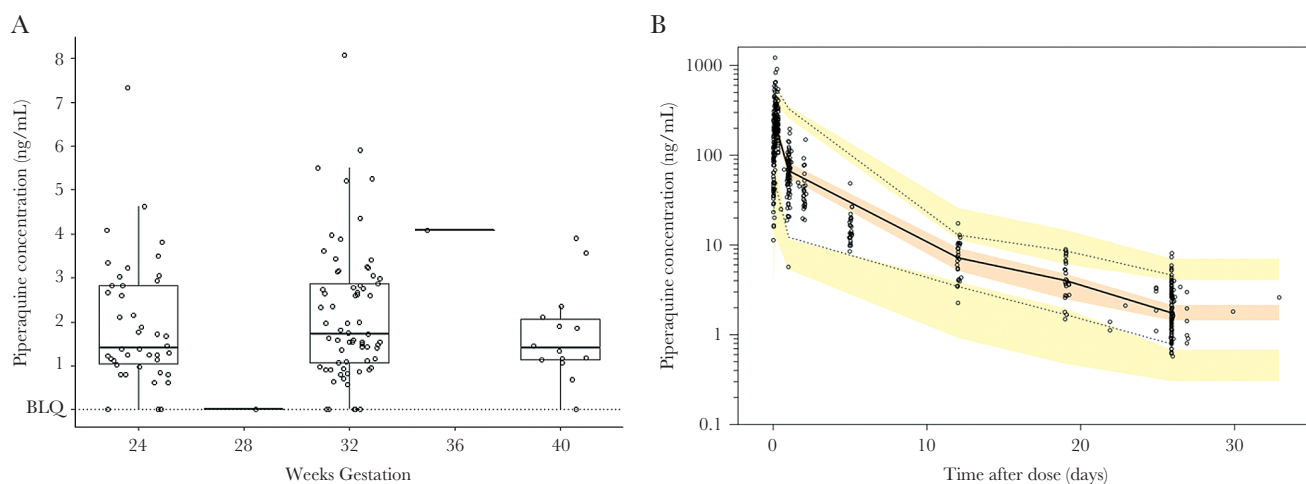 A
Piperaquine concentration (ng/mL)
8
7
6
5
4
3
2
1
BLQ
24 28 32 36 40
Weeks Gestation
B
Piperaquine concentration (ng/mL)
1000
100
10
1
0.1
0 10 20 30
Time after dose (days)